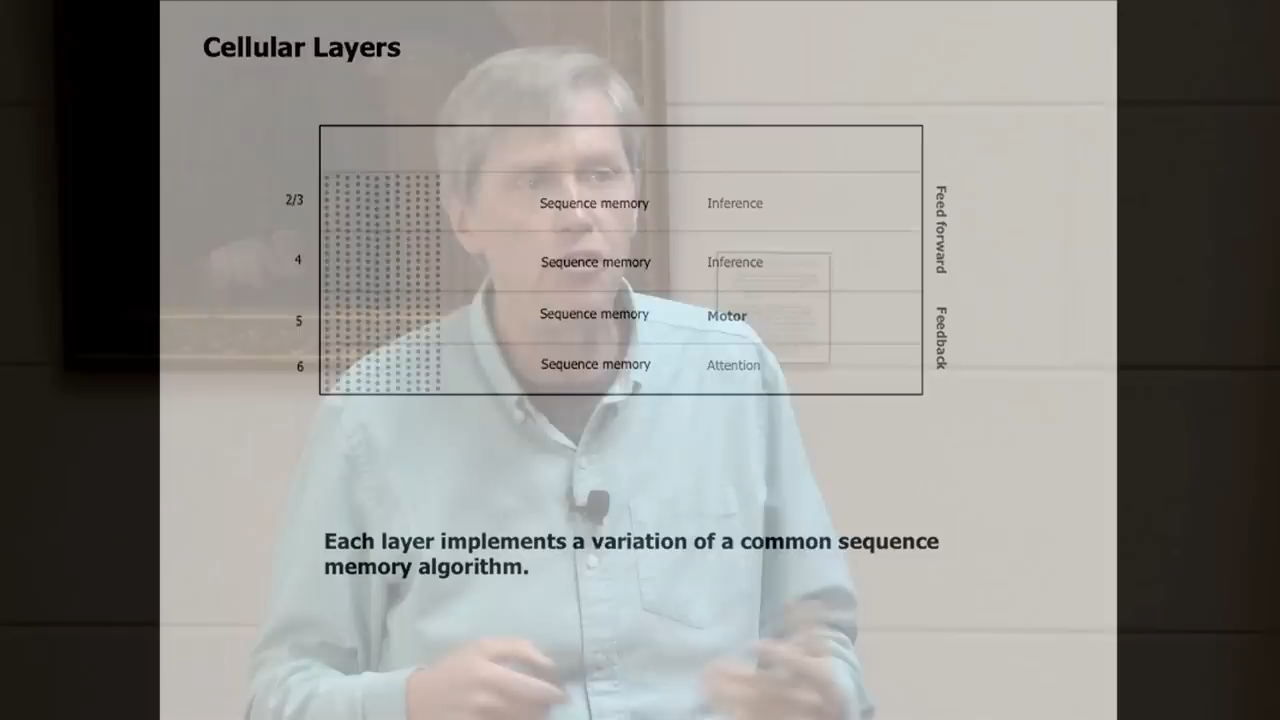 Cellular Layers
2/3 Sequence memory Inference
4 Sequence memory Inference
5 Sequence memory Motor
6 Sequence memory Attention
Feed forward
Feedback
Each layer implements a variation of a common sequence
memory algorithm.